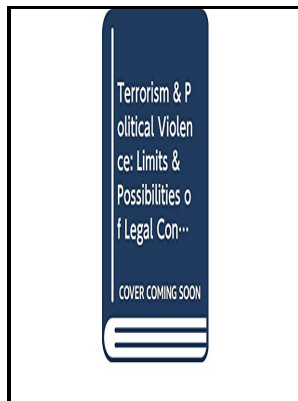 Terrorism & P
olitical Violen
ce: Limits &
Possibilities o
f Legal Con⋯
COVER COMING SOON